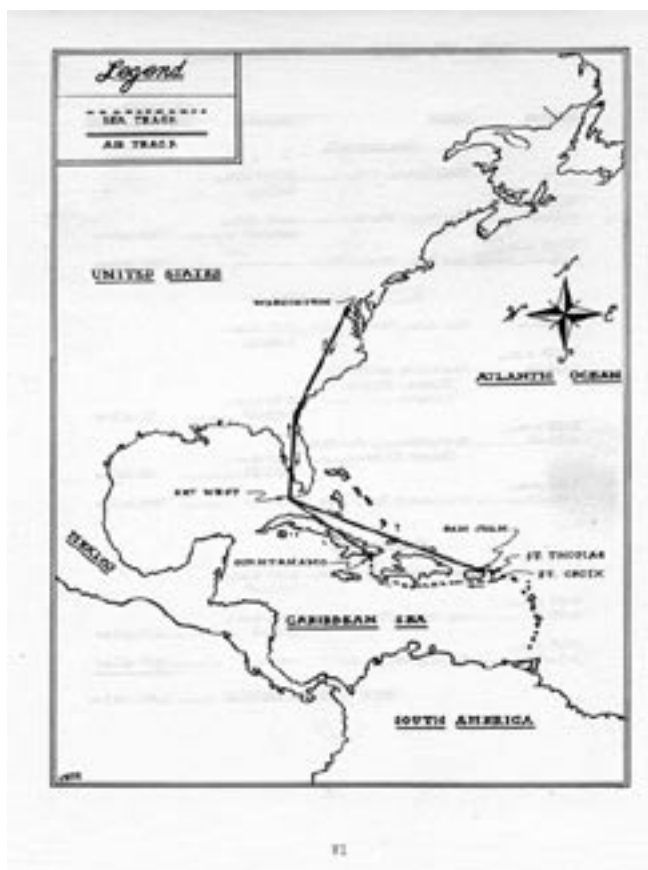 Legend
SEA TRACK
AIR TRACK
UNITED STATES
WASHINGTON
N E
S
ATLANTIC OCEAN
KEY WEST
SAN JUAN
MEXICO
GUANTANAMO
ST. THOMAS
ST. CROIX
CARIBBEAN SEA
SOUTH AMERICA